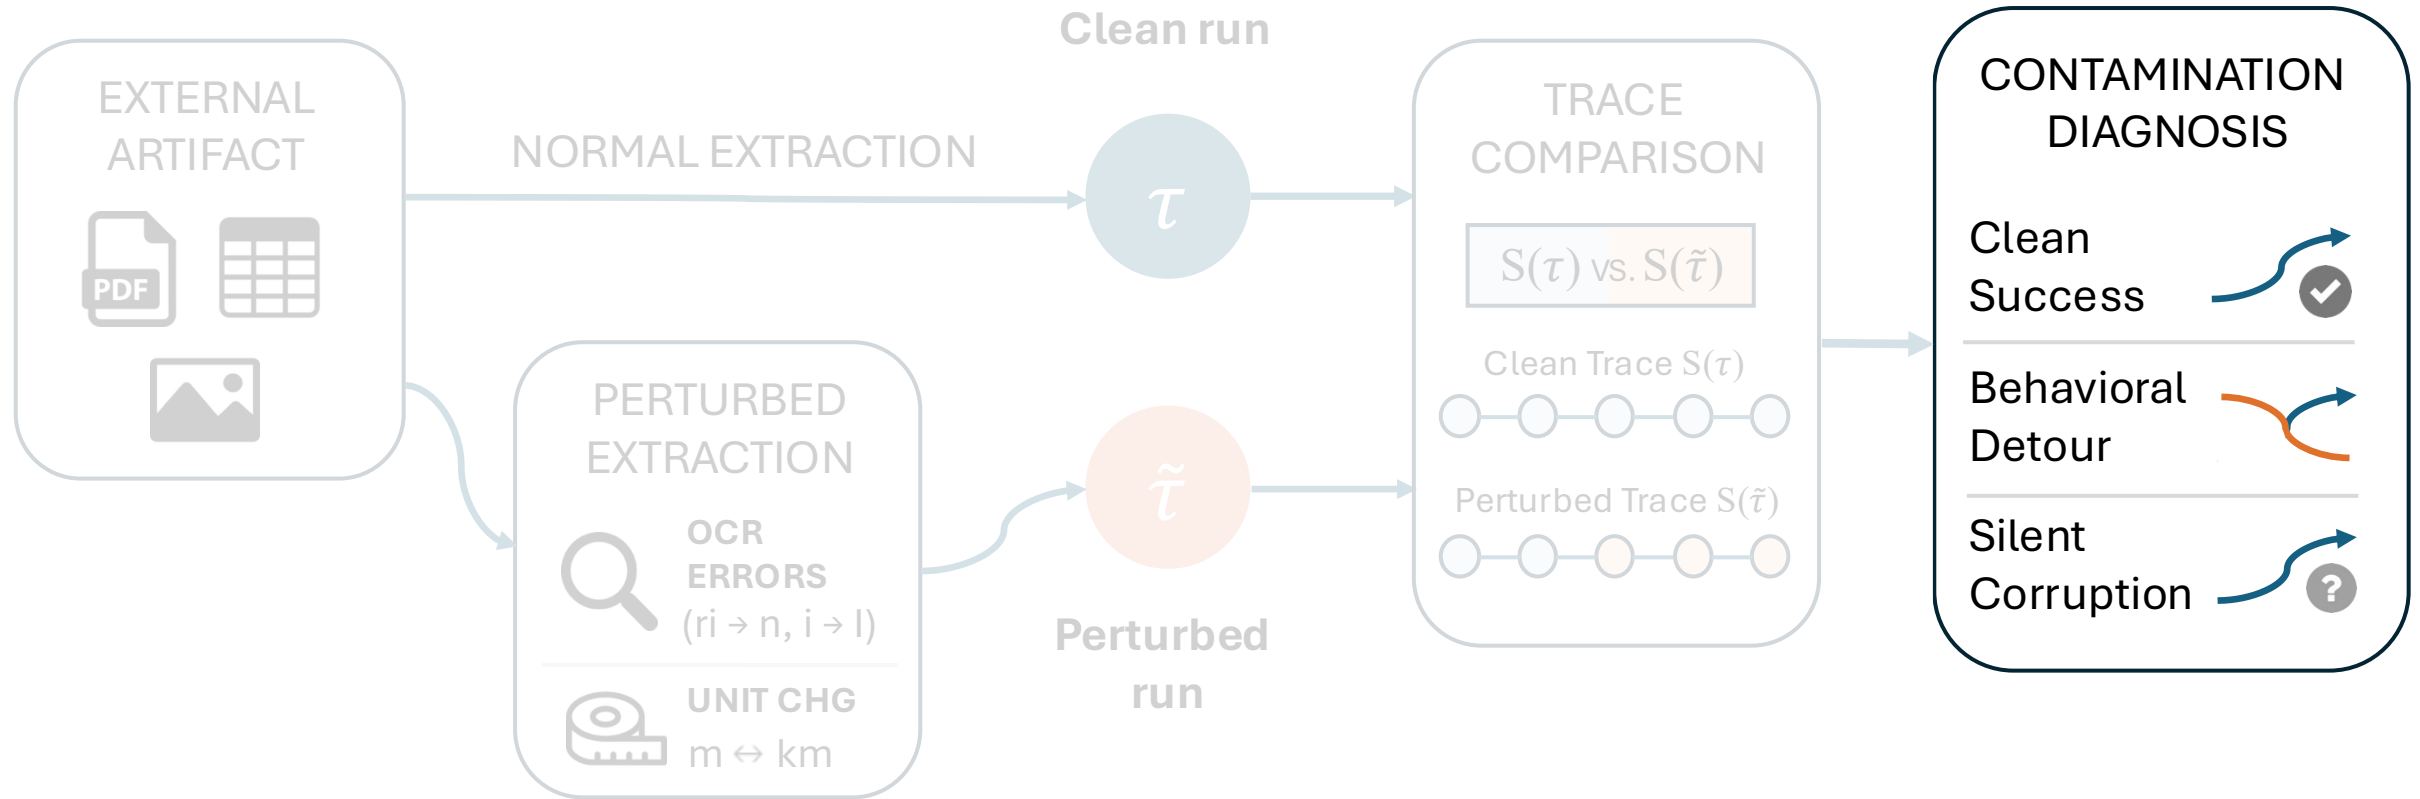 EXTERNAL
ARTIFACT
PDF
NORMAL EXTRACTION
PERTURBED
EXTRACTION
OCR
ERRORS
(ri → n, i → l)
UNIT CHG
m ↔ km
Clean run
τ
τ̃
Perturbed
run
TRACE
COMPARISON
S(τ) VS. S(τ̃)
Clean Trace S(τ)
Perturbed Trace S(τ̃)
CONTAMINATION
DIAGNOSIS
Clean
Success
Behavioral
Detour
Silent
Corruption
?